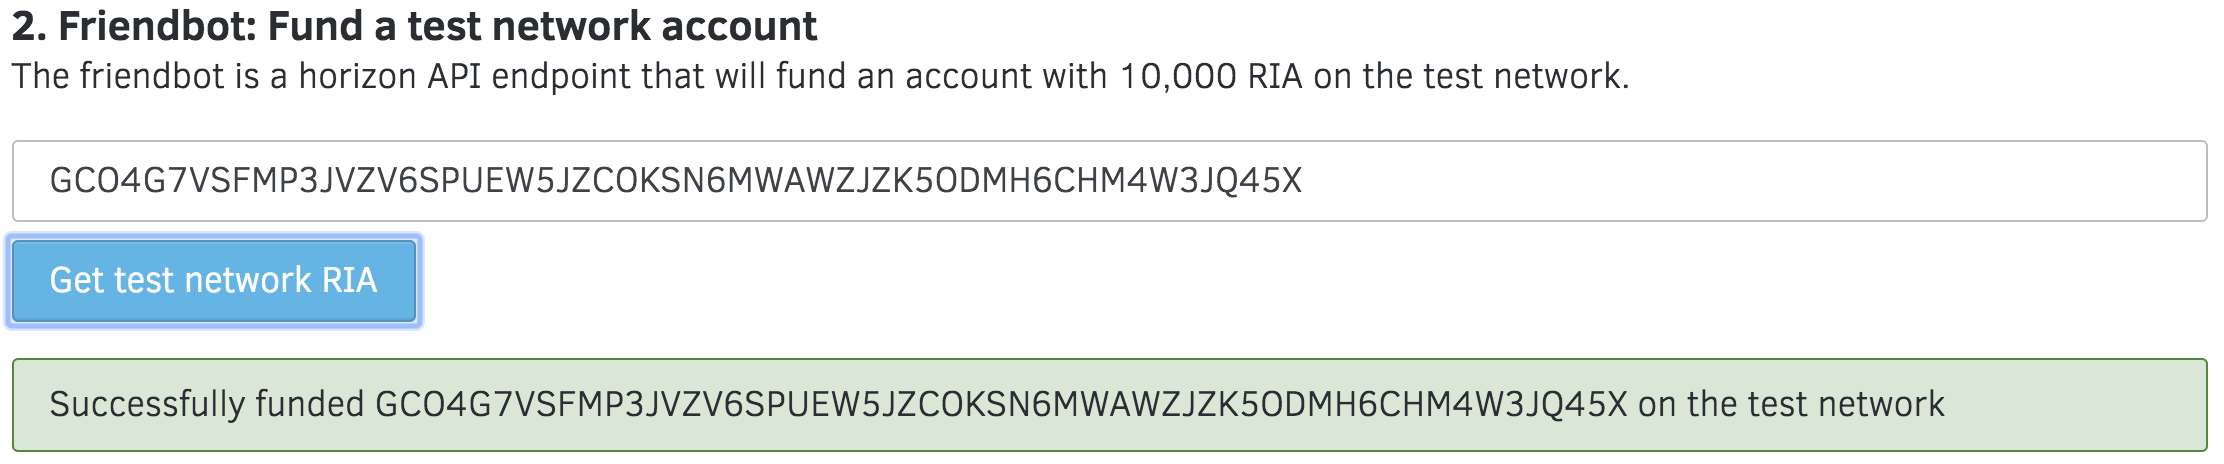 2. Friendbot: Fund a test network account
The friendbot is a horizon API endpoint that will fund an account with 10,000 RIA on the test network.
GCO4G7VSFMP3JVZV6SPUEW5JZCOKSN6MWAWZJZK5ODMH6CHM4W3JQ45X
Get test network RIA
Successfully funded GCO4G7VSFMP3JVZV6SPUEW5JZCOKSN6MWAWZJZK5ODMH6CHM4W3JQ45X on the test network